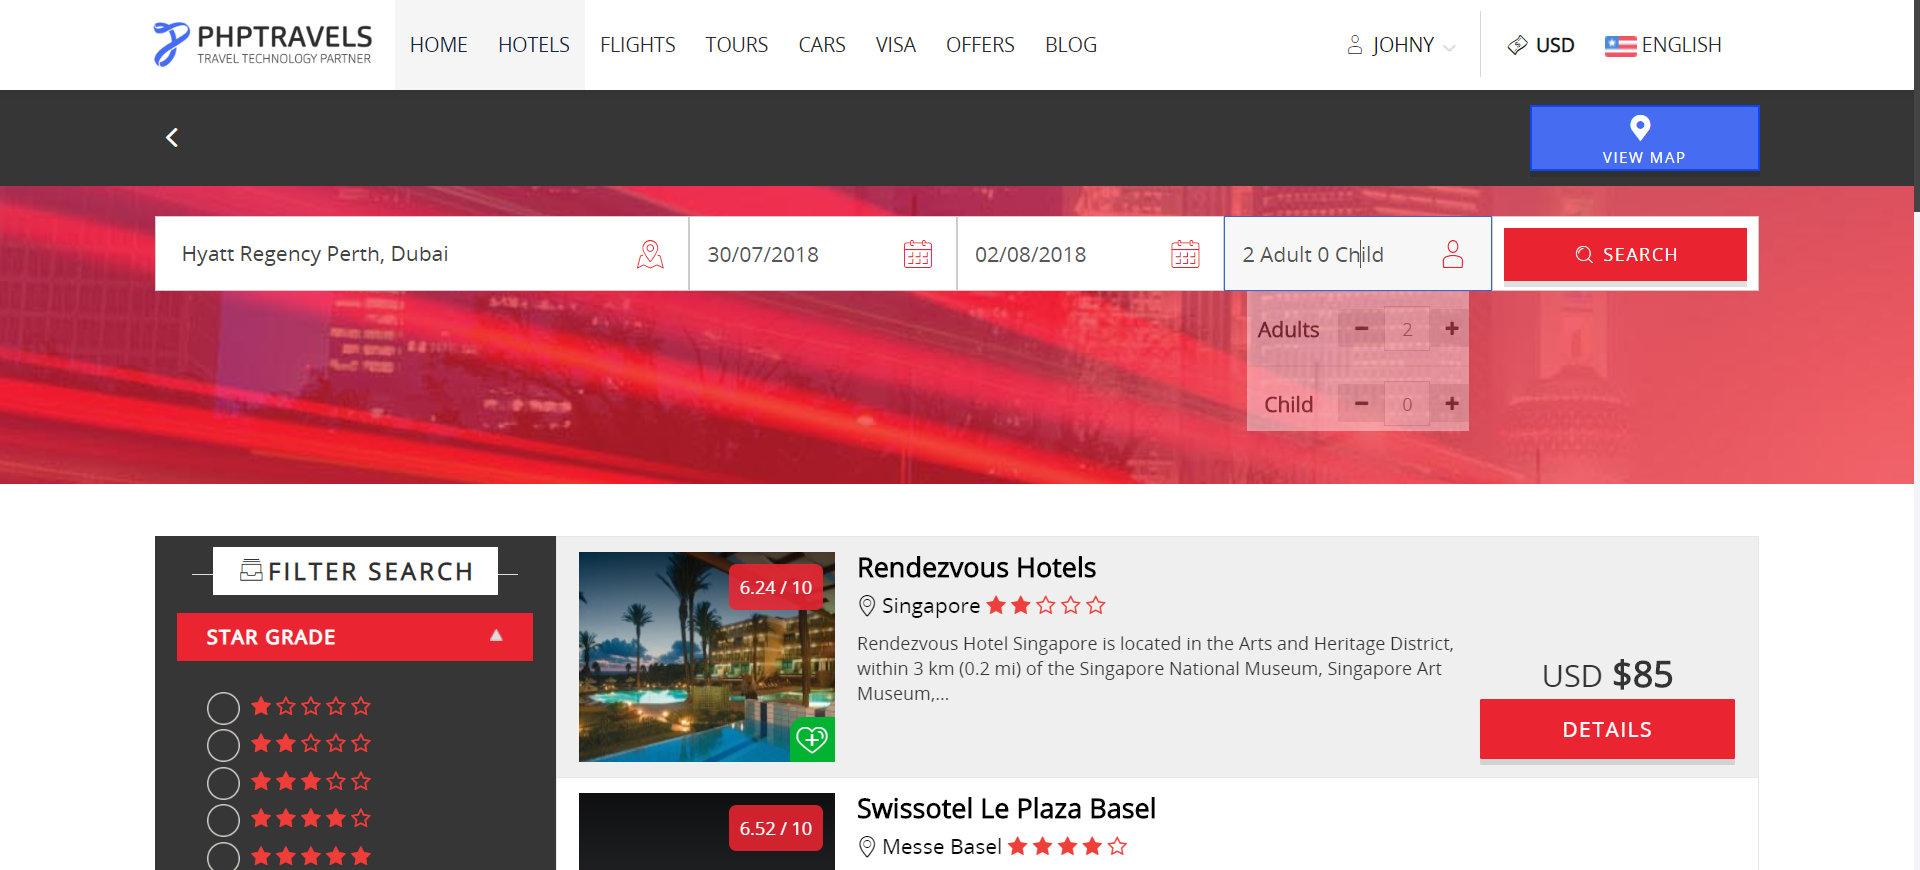 PHPTRAVELS
TRAVEL TECHNOLOGY PARTNER
HOME HOTELS FLIGHTS TOURS CARS VISA OFFERS BLOG JOHNY USD ENGLISH
VIEW MAP
Hyatt Regency Perth, Dubai 30/07/2018 02/08/2018 2 Adult 0 Child SEARCH
Adults − 2 +
Child − 0 +
FILTER SEARCH
STAR GRADE
6.24 / 10
Rendezvous Hotels
Singapore
Rendezvous Hotel Singapore is located in the Arts and Heritage District,
within 3 km (0.2 mi) of the Singapore National Museum, Singapore Art
Museum,...
USD $85
DETAILS
6.52 / 10
Swissotel Le Plaza Basel
Messe Basel